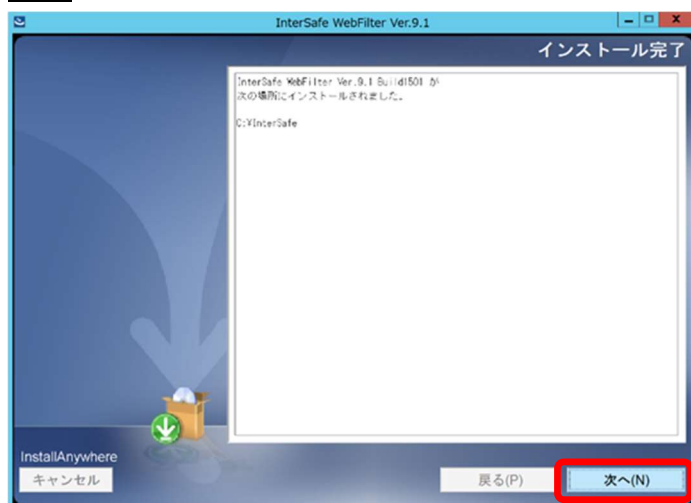 InterSafe WebFilter Ver.9.1
インストール完了
InterSafe WebFilter Ver.9.1 Build1501 が
次の場所にインストールされました。
C:¥InterSafe
InstallAnywhere
キャンセル
戻る(P)
次へ(N)